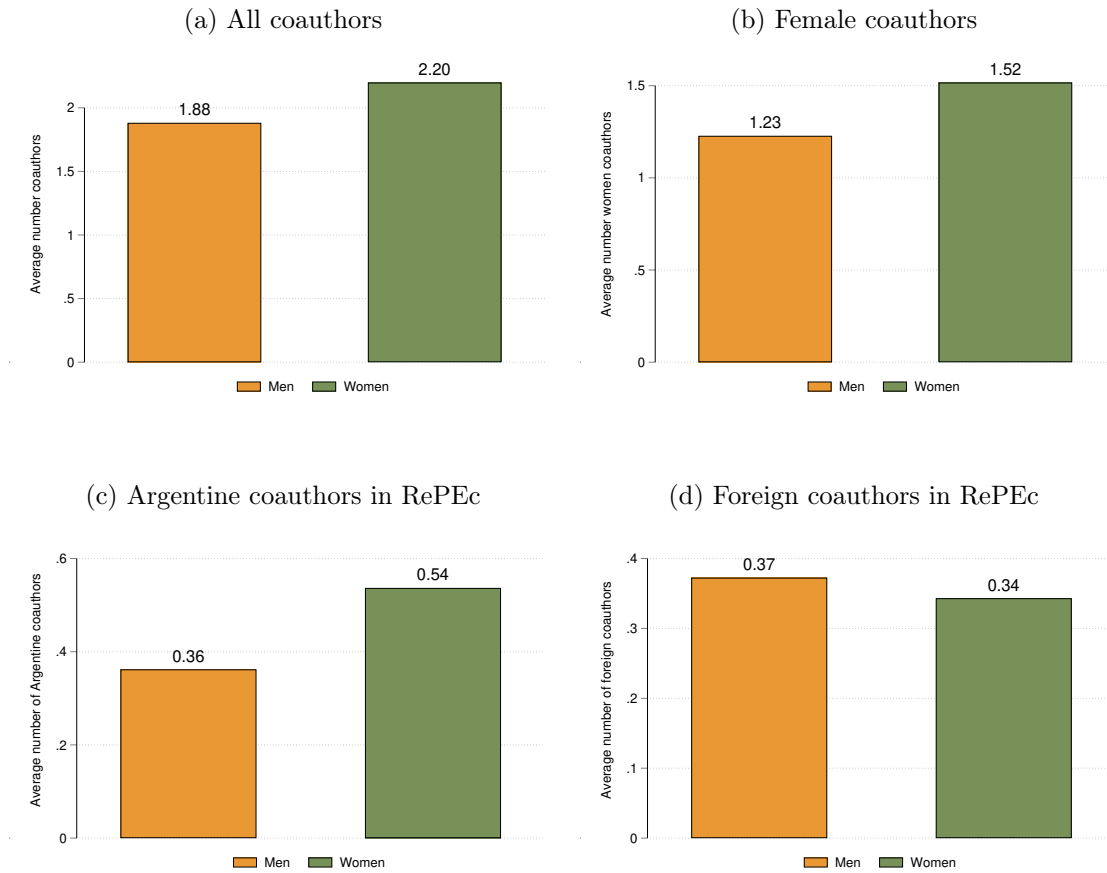 (a) All coauthors
Average number coauthors
2
1.5
1
.5
0
1.88
2.20
Men
Women
(b) Female coauthors
Average number women coauthors
1.5
1
.5
0
1.23
1.52
Men
Women
(c) Argentine coauthors in RePEc
Average number of Argentine coauthors
.6
.4
.2
0
0.36
0.54
Men
Women
(d) Foreign coauthors in RePEc
Average number of foreign coauthors
.4
.3
.2
.1
0
0.37
0.34
Men
Women